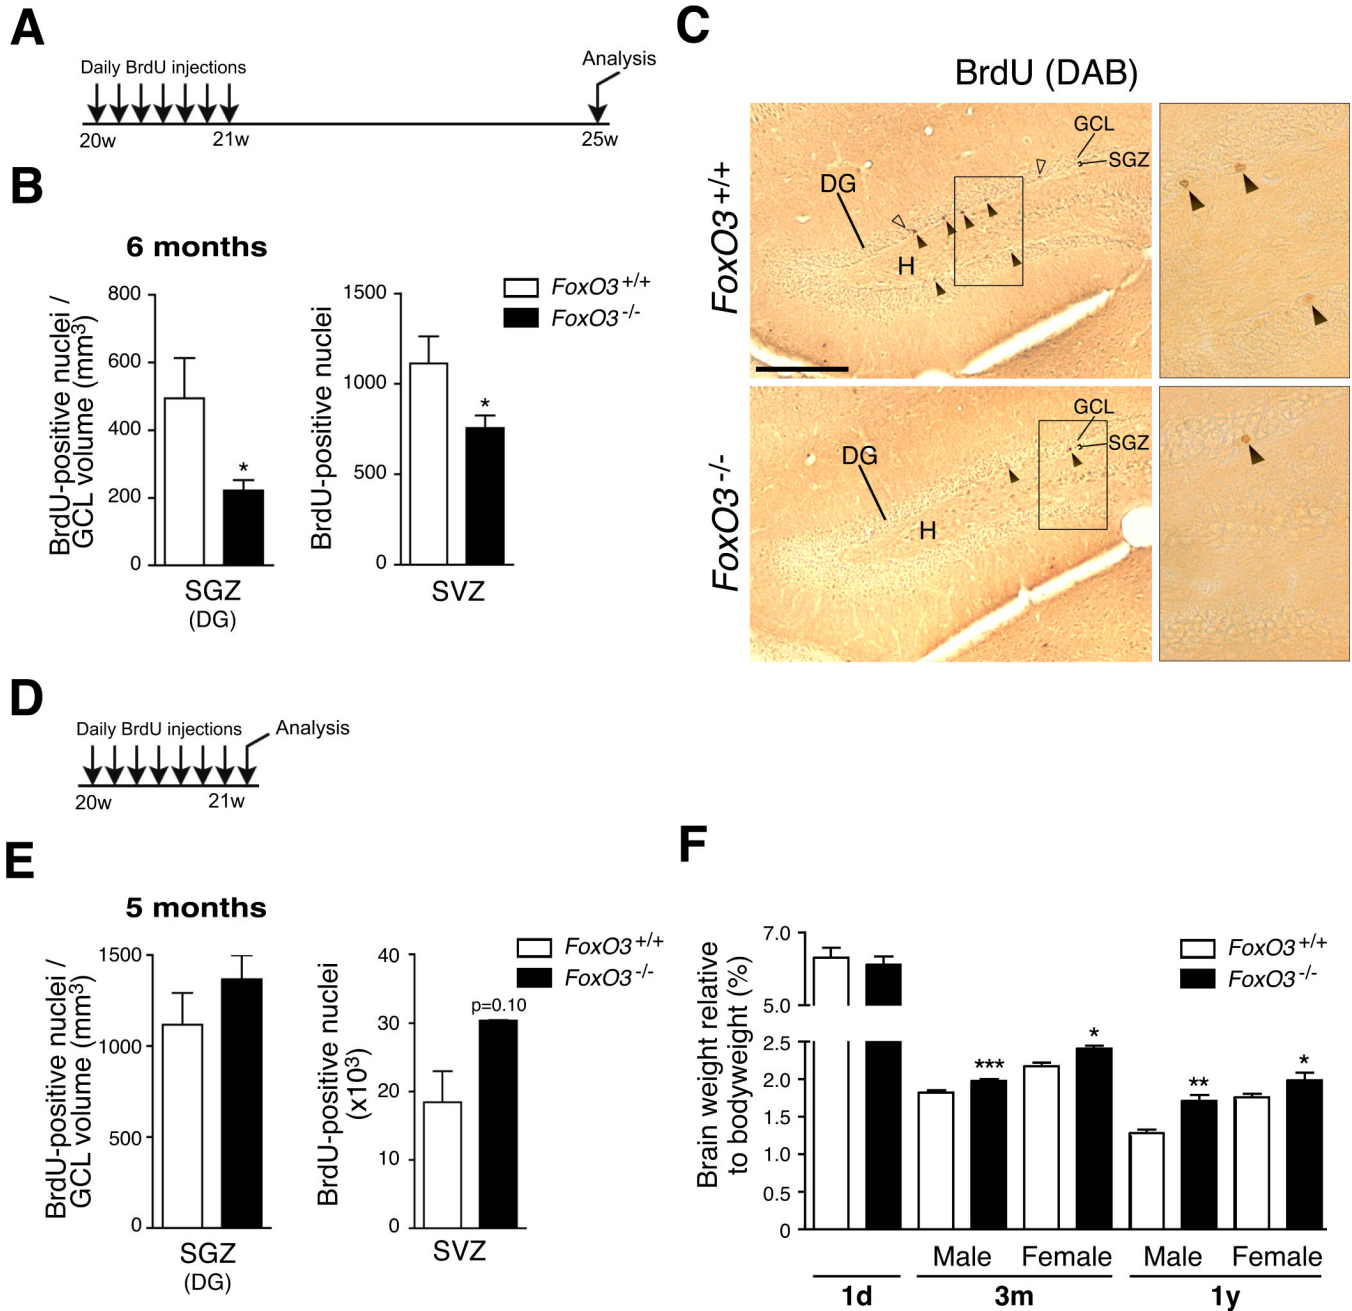 A
Daily BrdU injections
Analysis
20w
21w
25w
B
6 months
BrdU-positive nuclei /
GCL volume (mm3)
800
600
400
200
0
*
SGZ
(DG)
BrdU-positive nuclei
1500
1000
500
0
*
SVZ
FoxO3+/+
FoxO3-/-
C
BrdU (DAB)
FoxO3+/+
GCL
SGZ
DG
H
FoxO3-/-
GCL
SGZ
DG
H
D
Daily BrdU injections
Analysis
20w
21w
E
5 months
BrdU-positive nuclei /
GCL volume (mm3)
1500
1000
500
0
SGZ
(DG)
BrdU-positive nuclei
(x103)
40
30
20
10
0
p=0.10
SVZ
FoxO3+/+
FoxO3-/-
F
Brain weight relative
to bodyweight (%)
7.0
5.0
2.5
2.0
1.5
1.0
0.5
0
***
*
**
*
FoxO3+/+
FoxO3-/-
Male Female Male Female
1d 3m 1y